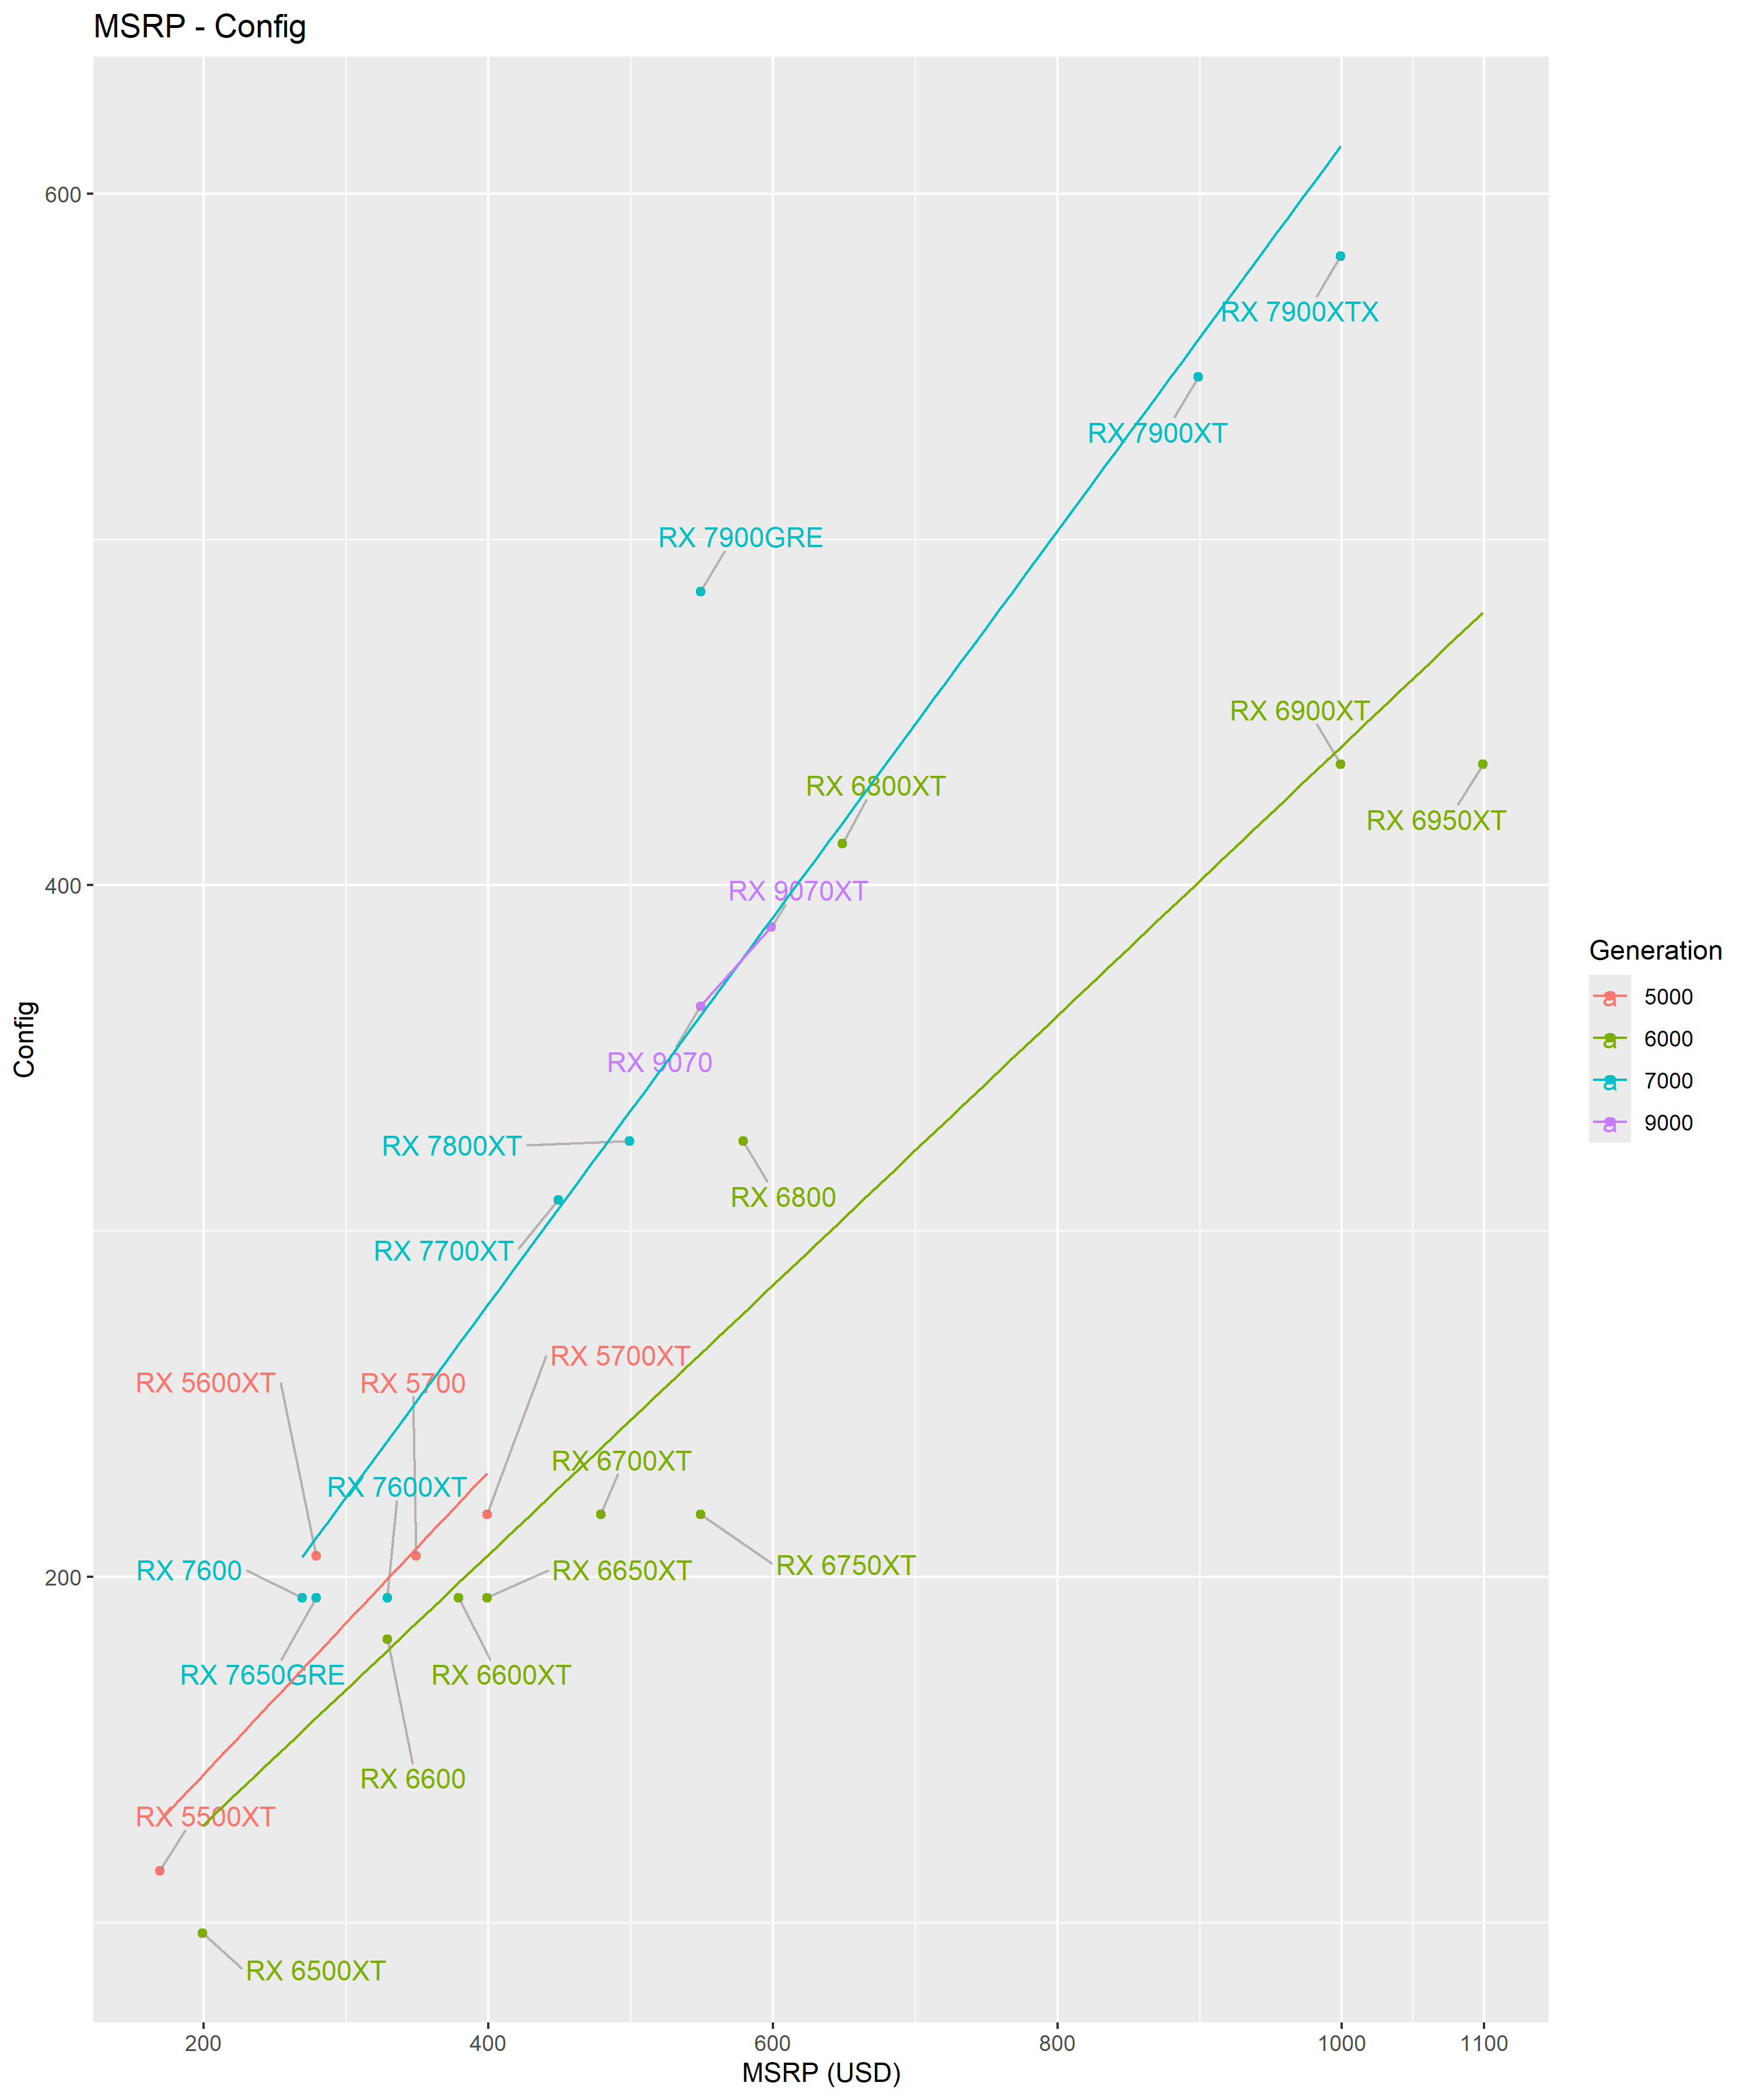 MSRP - Config
600
RX 7900XTX
RX 7900XT
RX 7900GRE
RX 6900XT
RX 6800XT
RX 6950XT
400
RX 9070XT
RX 9070
RX 7800XT
RX 6800
RX 7700XT
RX 5700XT
RX 5600XT
RX 5700
RX 6700XT
RX 7600XT
RX 6750XT
RX 7600
RX 6650XT
200
RX 7650GRE
RX 6600XT
RX 6600
RX 5500XT
RX 6500XT
Config
200 400 600 800 1000 1100
MSRP (USD)
Generation
a 5000
a 6000
a 7000
a 9000